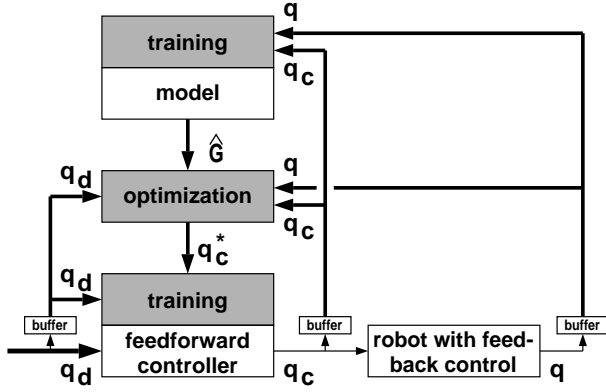 q
training
q_c
model
Ĝ
q
q_d
optimization
q_c
q_c^*
q_d
training
buffer
buffer
buffer
feedforward
controller
robot with feed-
back control
q_d
q_c
q